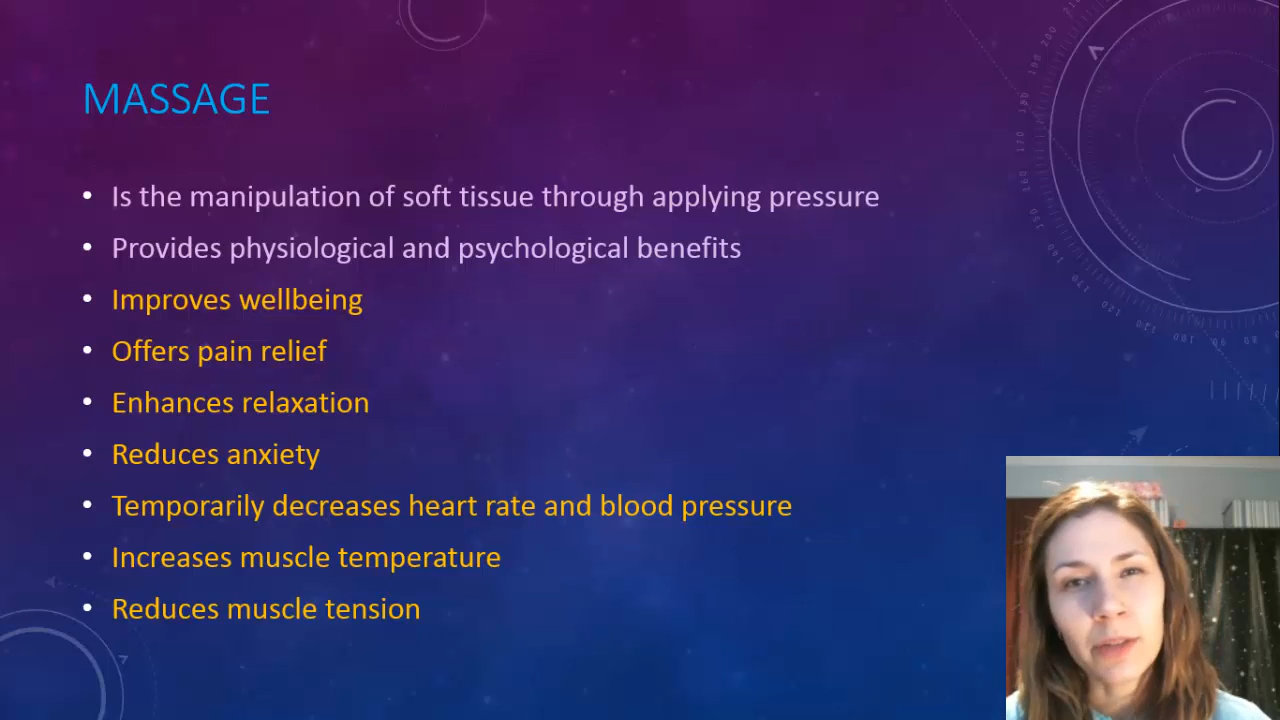 MASSAGE
• Is the manipulation of soft tissue through applying pressure
• Provides physiological and psychological benefits
• Improves wellbeing
• Offers pain relief
• Enhances relaxation
• Reduces anxiety
• Temporarily decreases heart rate and blood pressure
• Increases muscle temperature
• Reduces muscle tension